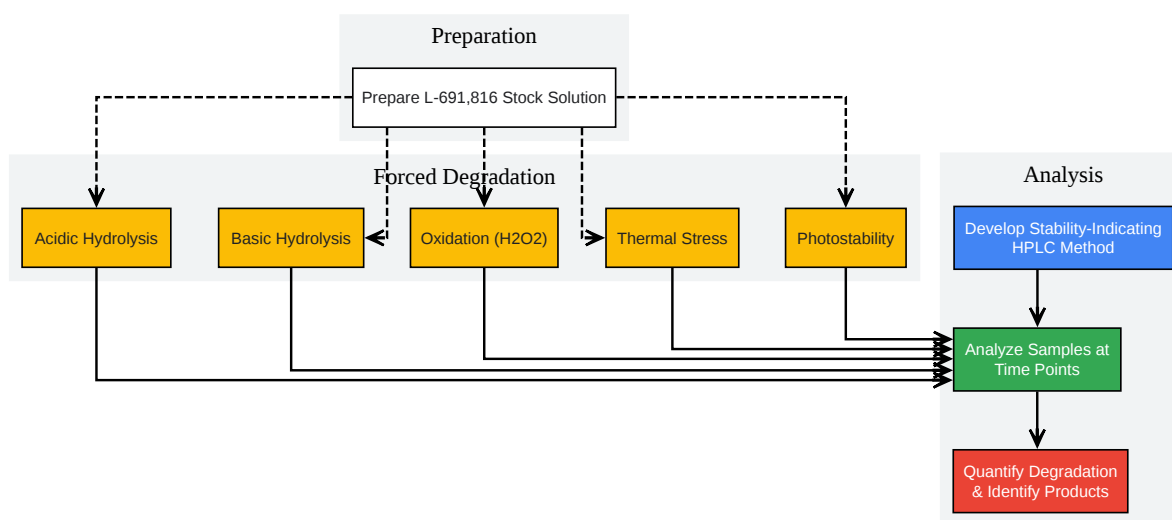 Preparation
Prepare L-691,816 Stock Solution
Forced Degradation
Analysis
Acidic Hydrolysis
Basic Hydrolysis
Oxidation (H2O2)
Thermal Stress
Photostability
Develop Stability-Indicating
HPLC Method
Analyze Samples at
Time Points
Quantify Degradation
& Identify Products